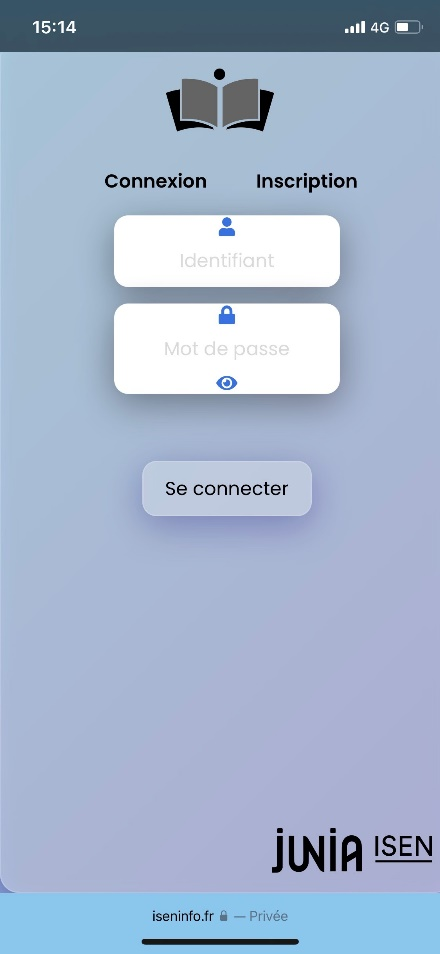 15:14
4G
Connexion
Inscription
Identifiant
Mot de passe
Se connecter
JUNIA ISEN
iseninfo.fr — Privée